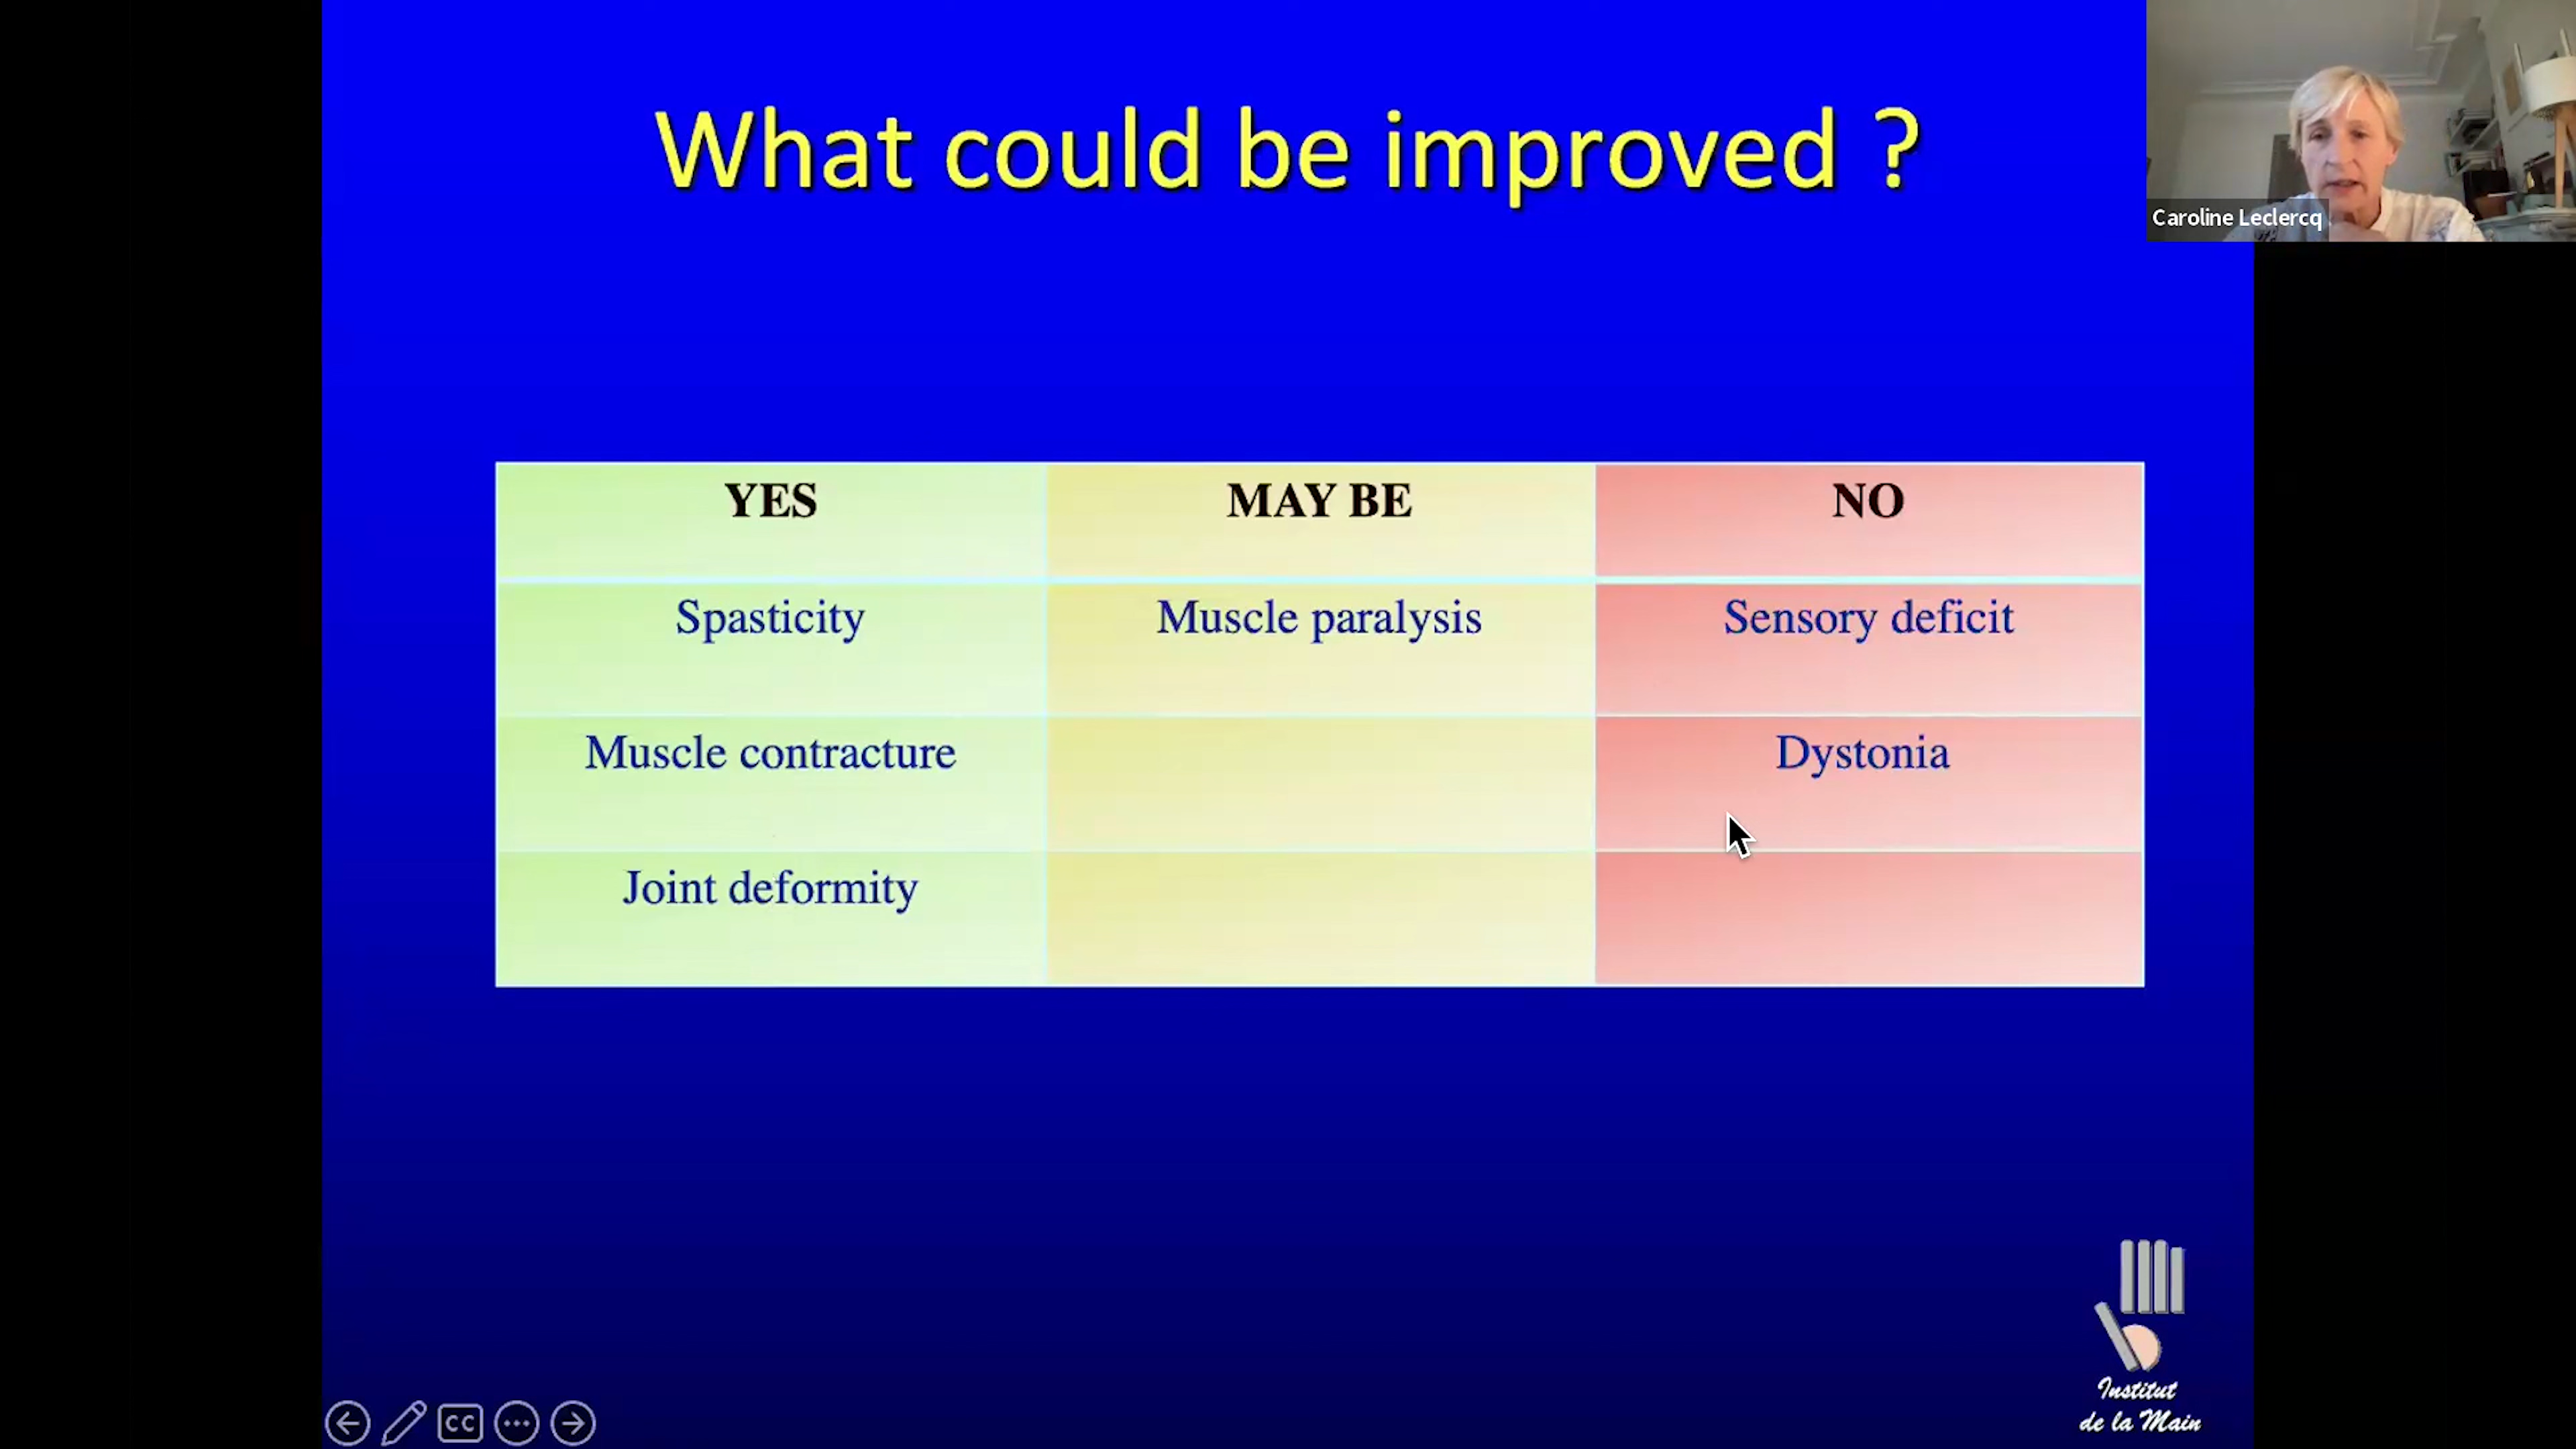 What could be improved ?
Caroline Leclercq
YES MAY BE NO
Spasticity Muscle paralysis Sensory deficit
Muscle contracture Dystonia
Joint deformity
Institut
de la Main
CC